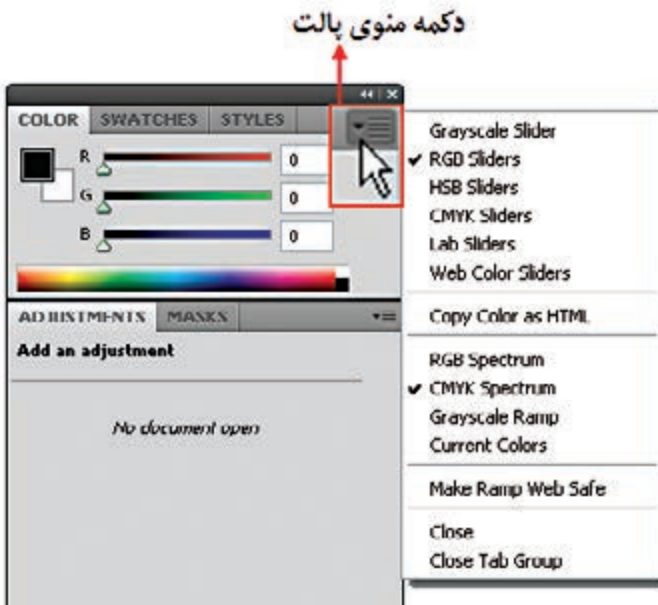 دکمه منوی پالت
COLOR SWATCHES STYLES
R 0
G 0
B 0
ADJUSTMENTS MASKS
Add an adjustment
No document open
Grayscale Slider
✔ RGB Sliders
HSB Sliders
CMYK Sliders
Lab Sliders
Web Color Sliders
Copy Color as HTML
RGB Spectrum
✔ CMYK Spectrum
Grayscale Ramp
Current Colors
Make Ramp Web Safe
Close
Close Tab Group